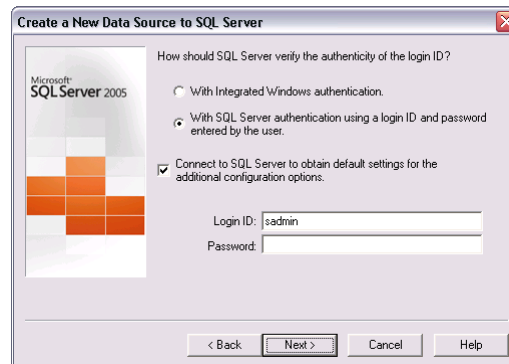 Create a New Data Source to SQL Server
Microsoft®
SQL Server 2005
How should SQL Server verify the authenticity of the login ID?
With Integrated Windows authentication.
With SQL Server authentication using a login ID and password
entered by the user.
Connect to SQL Server to obtain default settings for the
additional configuration options.
Login ID: sadmin
Password:
< Back Next > Cancel Help